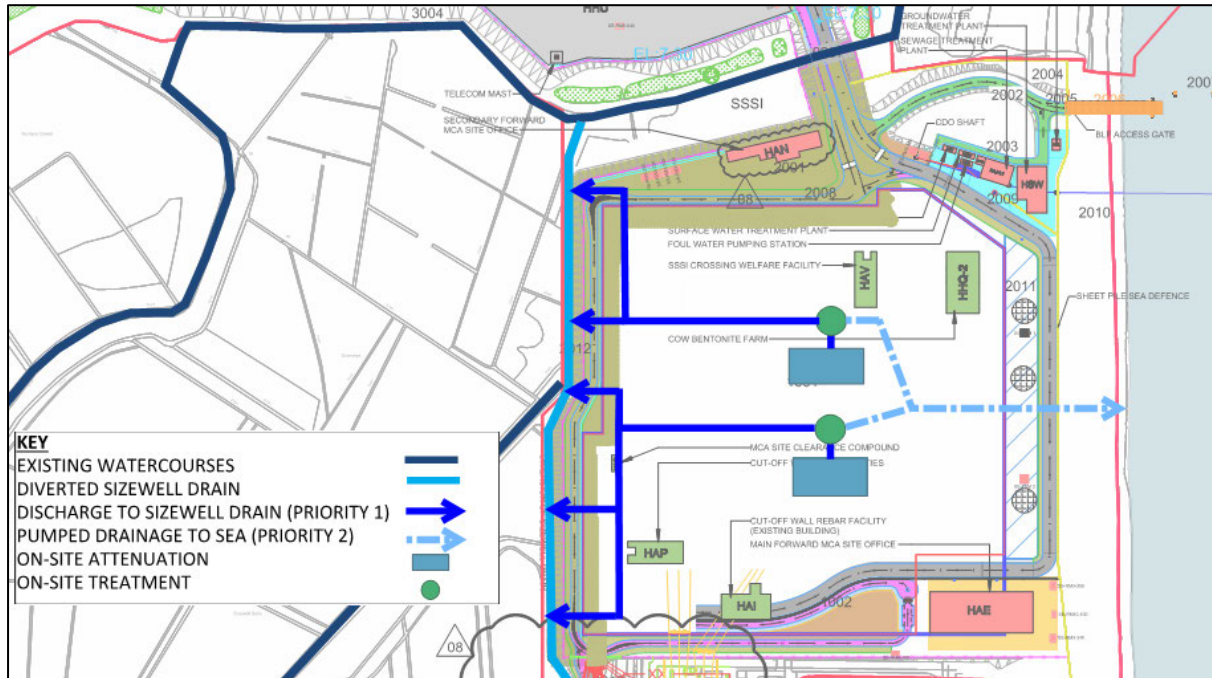 3004
GROUNDWATER
TREATMENT PLANT
SEWAGE TREATMENT
PLANT
2004
2002
2005
TELECOM MAST
SSSI
SECONDARY FORWARD
MCA SITE OFFICE
BLF ACCESS GATE
CDO SHAFT
2003
HAN
2001
2008
08
HSW
2009
2010
SURFACE WATER TREATMENT PLANT
FOUL WATER PUMPING STATION
SSSI CROSSING WELFARE FACILITY
HAV
HHQ-2
2011
SHEET PILE SEA DEFENCE
COW BENTONITE FARM
2012
KEY
EXISTING WATERCOURSES
DIVERTED SIZEWELL DRAIN
DISCHARGE TO SIZEWELL DRAIN (PRIORITY 1)
PUMPED DRAINAGE TO SEA (PRIORITY 2)
ON-SITE ATTENUATION
ON-SITE TREATMENT
MCA SITE CLEARANCE COMPOUND
CUT-OFF
HAP
CUT-OFF WALL REBAR FACILITY
(EXISTING BUILDING)
MAIN FORWARD MCA SITE OFFICE
HAI
1002
HAE
08